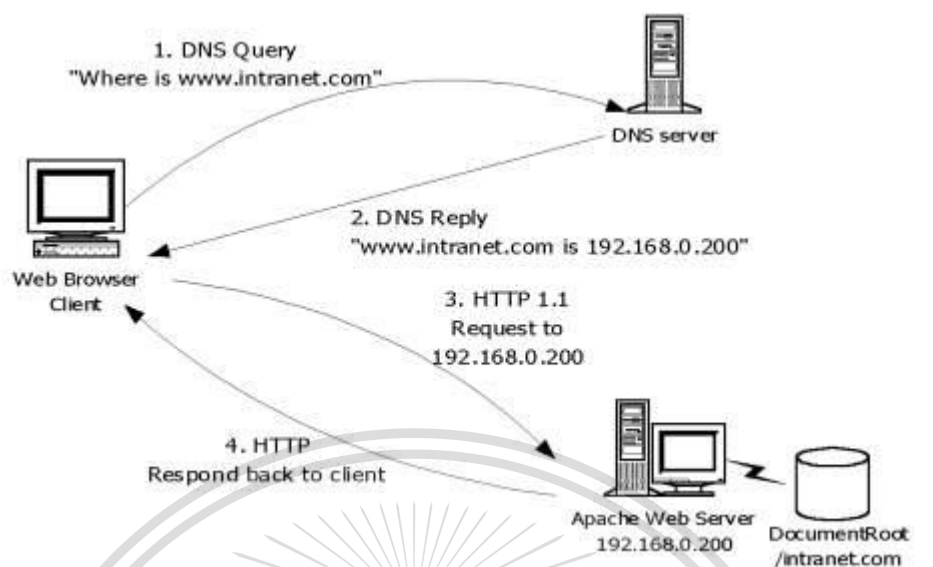 1. DNS Query
"Where is www.intranet.com"
DNS server
2. DNS Reply
"www.intranet.com is 192.168.0.200"
Web Browser
Client
3. HTTP 1.1
Request to
192.168.0.200
4. HTTP
Respond back to client
Apache Web Server
192.168.0.200
DocumentRoot
/intranet.com